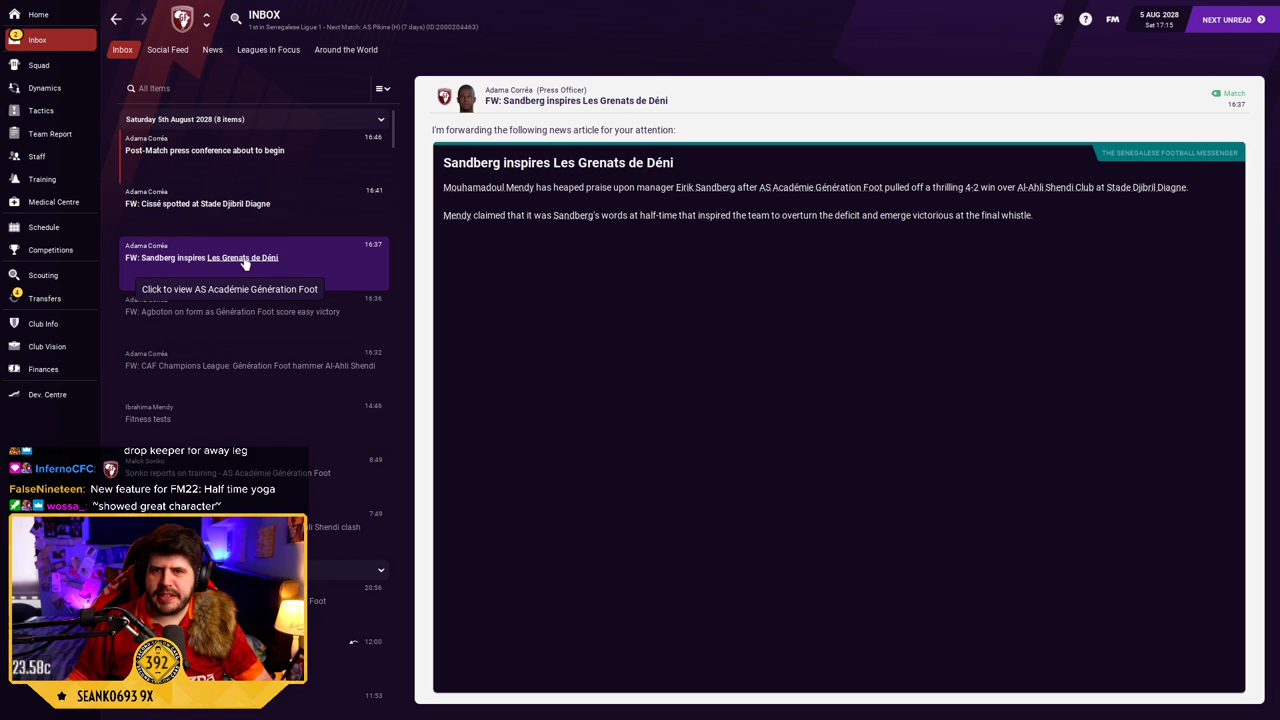 Home
2
Inbox
Squad
Dynamics
Tactics
Team Report
Staff
Training
Medical Centre
Schedule
Competitions
Scouting
4
Transfers
Club Info
Club Vision
Finances
Dev. Centre
INBOX
1st in Senegalese Ligue 1 - Next Match: AS Pikine (H) (7 days) (ID:2000204463)
?
FM
5 AUG 2028
Sat 17:15
NEXT UNREAD
Inbox
Social Feed
News
Leagues in Focus
Around the World
All Items
Saturday 5th August 2028 (8 items)
Adama Corréa
16:46
Post-Match press conference about to begin
Adama Corréa
16:41
FW: Cissé spotted at Stade Djibril Diagne
Adama Corréa
16:37
FW: Sandberg inspires Les Grenats de Déni
Click to view AS Académie Génération Foot
16:36
FW: Agboton on form as Génération Foot score easy victory
Adama Corréa
16:32
FW: CAF Champions League: Génération Foot hammer Al-Ahli Shendi
Ibrahima Mendy
14:46
Fitness tests
Malick Sonko
8:49
Sonko reports on training - AS Académie Génération Foot
7:49
li Shendi clash
20:56
Foot
12:00
11:53
Adama Corréa (Press Officer)
FW: Sandberg inspires Les Grenats de Déni
Match
16:37
I'm forwarding the following news article for your attention:
THE SENEGALESE FOOTBALL MESSENGER
Sandberg inspires Les Grenats de Déni
Mouhamadoul Mendy has heaped praise upon manager Eirik Sandberg after AS Académie Génération Foot pulled off a thrilling 4-2 win over Al-Ahli Shendi Club at Stade Djibril Diagne.
Mendy claimed that it was Sandberg's words at half-time that inspired the team to overturn the deficit and emerge victorious at the final whistle.
drop keeper for away leg
InfernoCFC:
FalseNineteen: New feature for FM22: Half time yoga
wossa_: ~showed great character~
23.58c
392
SEANKO693 9X